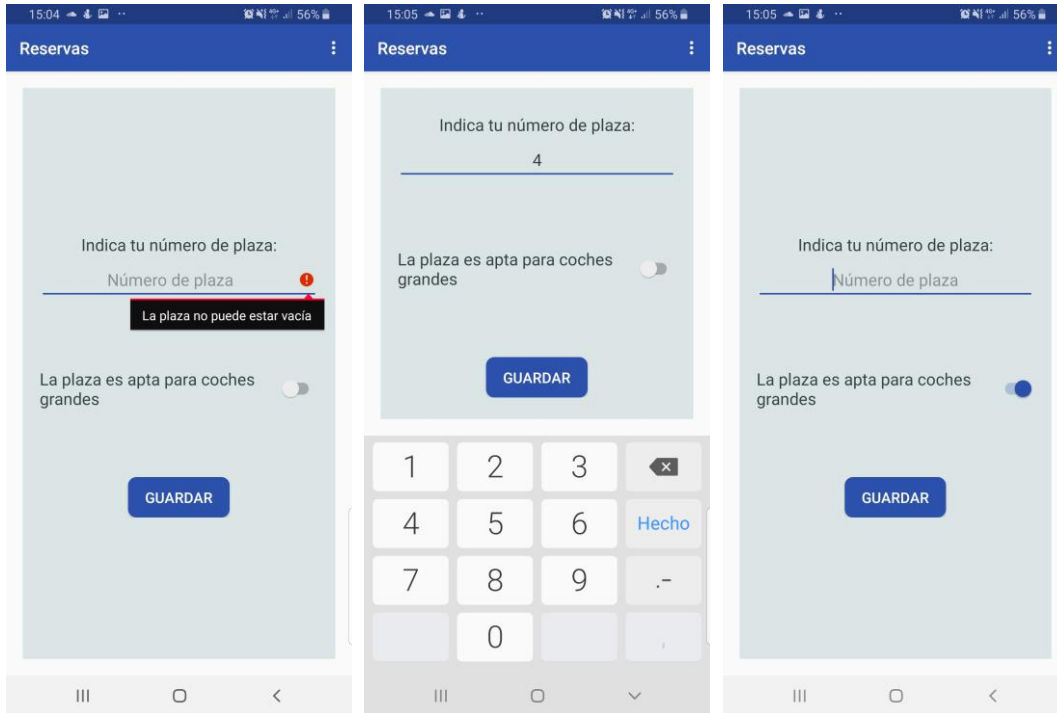 15:04 56%
Reservas
Indica tu número de plaza:
Número de plaza
La plaza no puede estar vacía
La plaza es apta para coches
grandes
GUARDAR
15:05 56%
Reservas
Indica tu número de plaza:
4
La plaza es apta para coches
grandes
GUARDAR
1 2 3
4 5 6 Hecho
7 8 9 .-
0 ,
15:05 56%
Reservas
Indica tu número de plaza:
Número de plaza
La plaza es apta para coches
grandes
GUARDAR